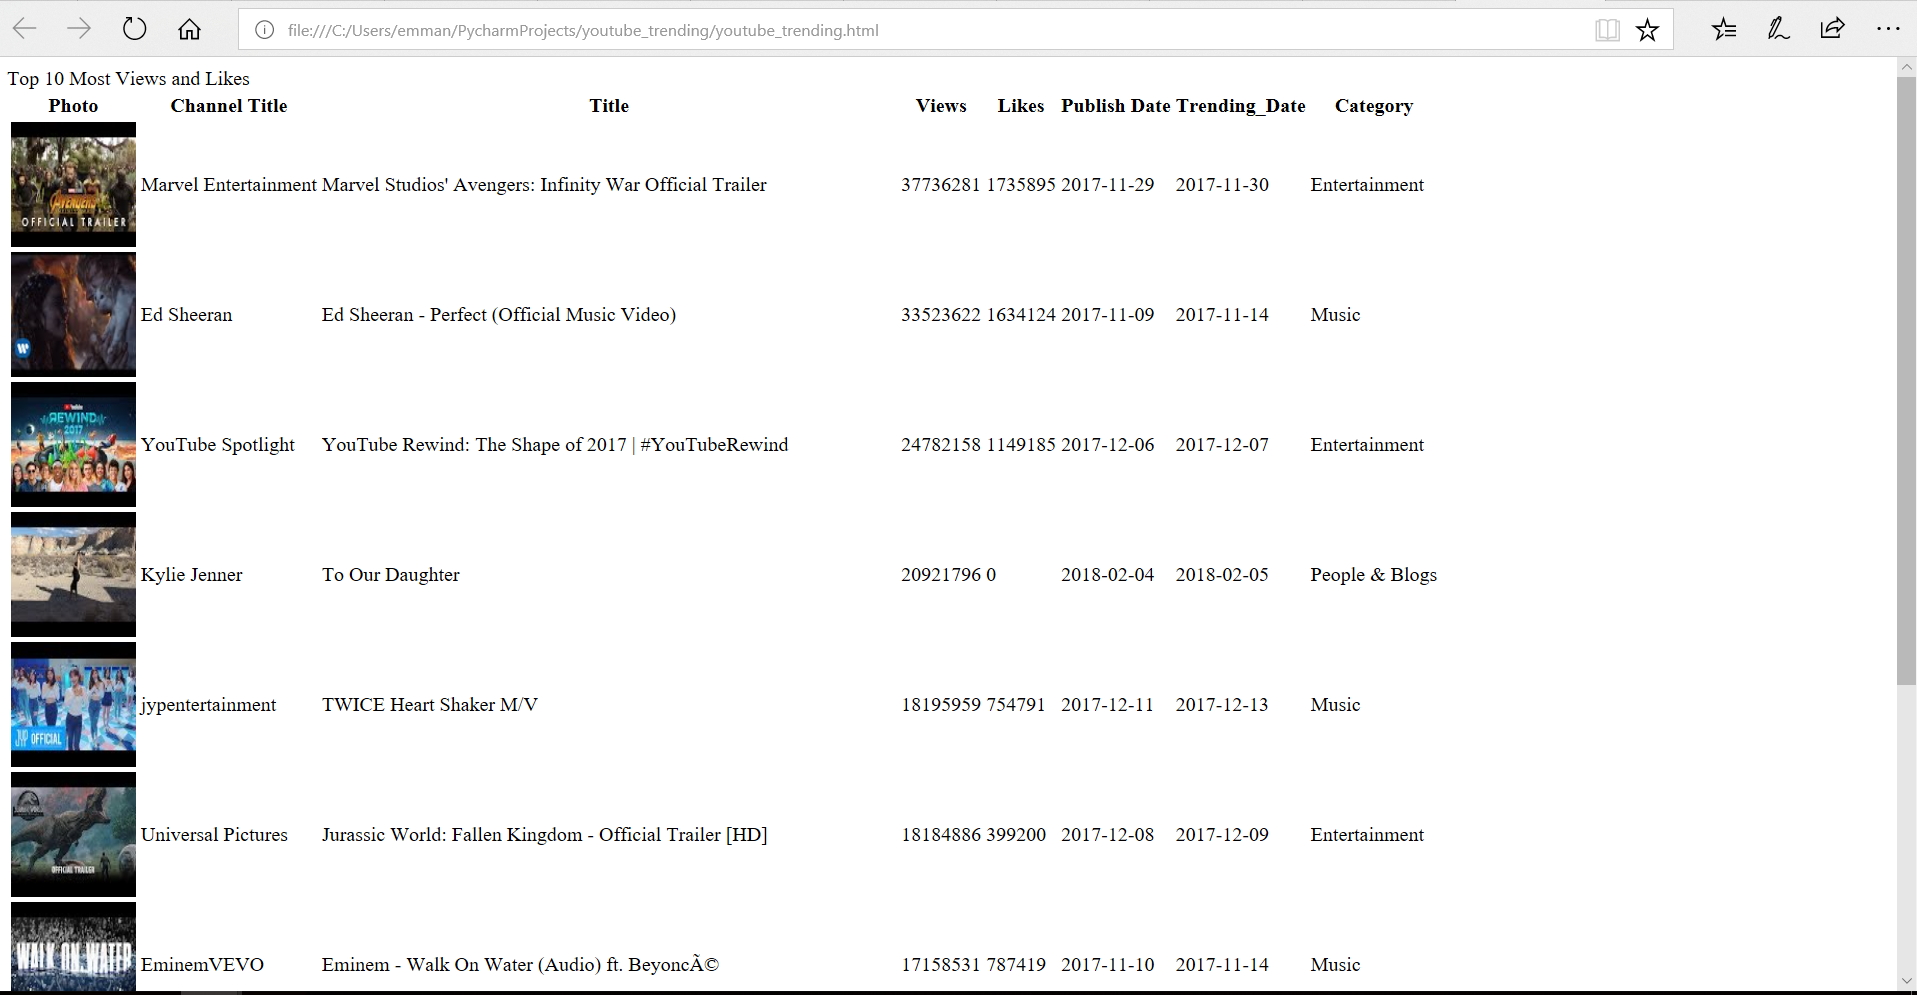 file:///C:/Users/emman/PycharmProjects/youtube_trending/youtube_trending.html
Top 10 Most Views and Likes
Photo Channel Title Title Views Likes Publish Date Trending_Date Category
AVENGERS
OFFICIAL TRAILER
Marvel Entertainment Marvel Studios' Avengers: Infinity War Official Trailer 37736281 1735895 2017-11-29 2017-11-30 Entertainment
Ed Sheeran Ed Sheeran - Perfect (Official Music Video) 33523622 1634124 2017-11-09 2017-11-14 Music
REWIND
2017
YouTube Spotlight YouTube Rewind: The Shape of 2017 | #YouTubeRewind 24782158 1149185 2017-12-06 2017-12-07 Entertainment
Kylie Jenner To Our Daughter 20921796 0 2018-02-04 2018-02-05 People & Blogs
jypentertainment TWICE Heart Shaker M/V 18195959 754791 2017-12-11 2017-12-13 Music
JYP OFFICIAL
Universal Pictures Jurassic World: Fallen Kingdom - Official Trailer [HD] 18184886 399200 2017-12-08 2017-12-09 Entertainment
OFFICIAL TRAILER
WALK ON WATER
EminemVEVO Eminem - Walk On Water (Audio) ft. BeyoncÃ© 17158531 787419 2017-11-10 2017-11-14 Music